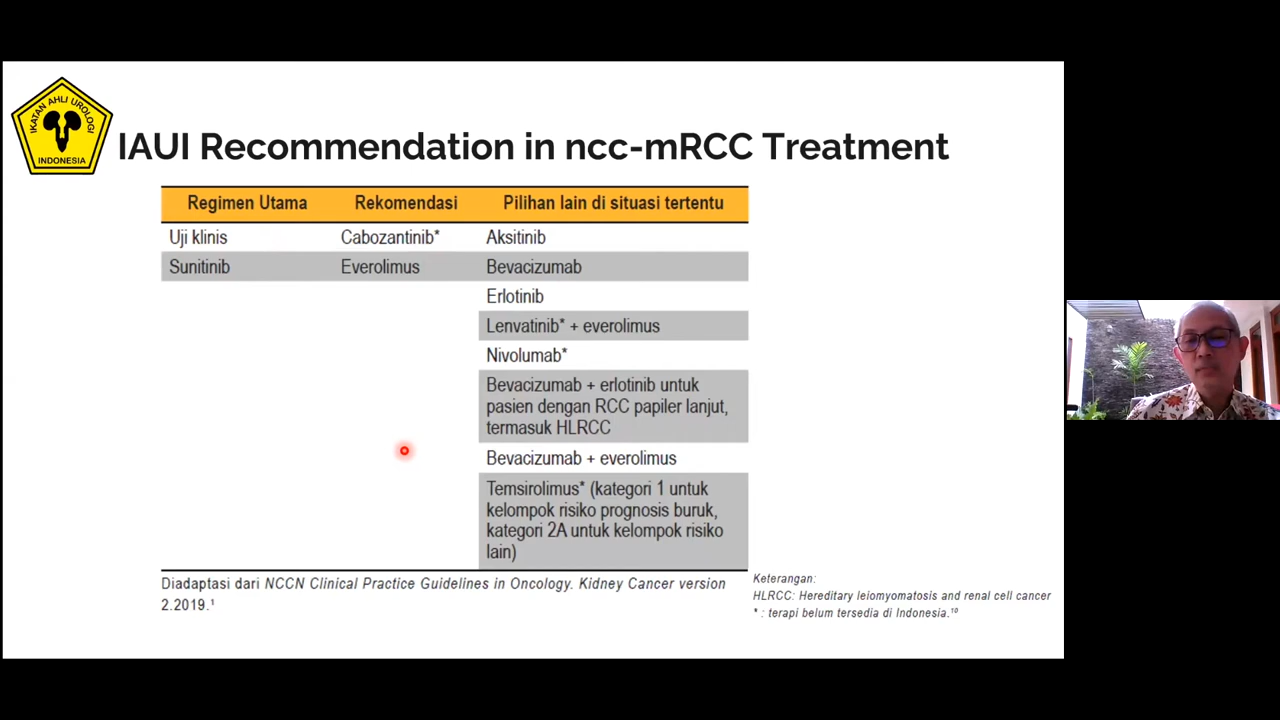 IKATAN AHLI UROLOGI
INDONESIA
IAUI Recommendation in ncc-mRCC Treatment
Regimen Utama Rekomendasi Pilihan lain di situasi tertentu
Uji klinis Cabozantinib* Aksitinib
Sunitinib Everolimus Bevacizumab
Erlotinib
Lenvatinib* + everolimus
Nivolumab*
Bevacizumab + erlotinib untuk
pasien dengan RCC papiler lanjut,
termasuk HLRCC
Bevacizumab + everolimus
Temsirolimus* (kategori 1 untuk
kelompok risiko prognosis buruk,
kategori 2A untuk kelompok risiko
lain)
Diadaptasi dari NCCN Clinical Practice Guidelines in Oncology. Kidney Cancer version
2.2019.¹
Keterangan:
HLRCC: Hereditary leiomyomatosis and renal cell cancer
* : terapi belum tersedia di Indonesia.¹⁰